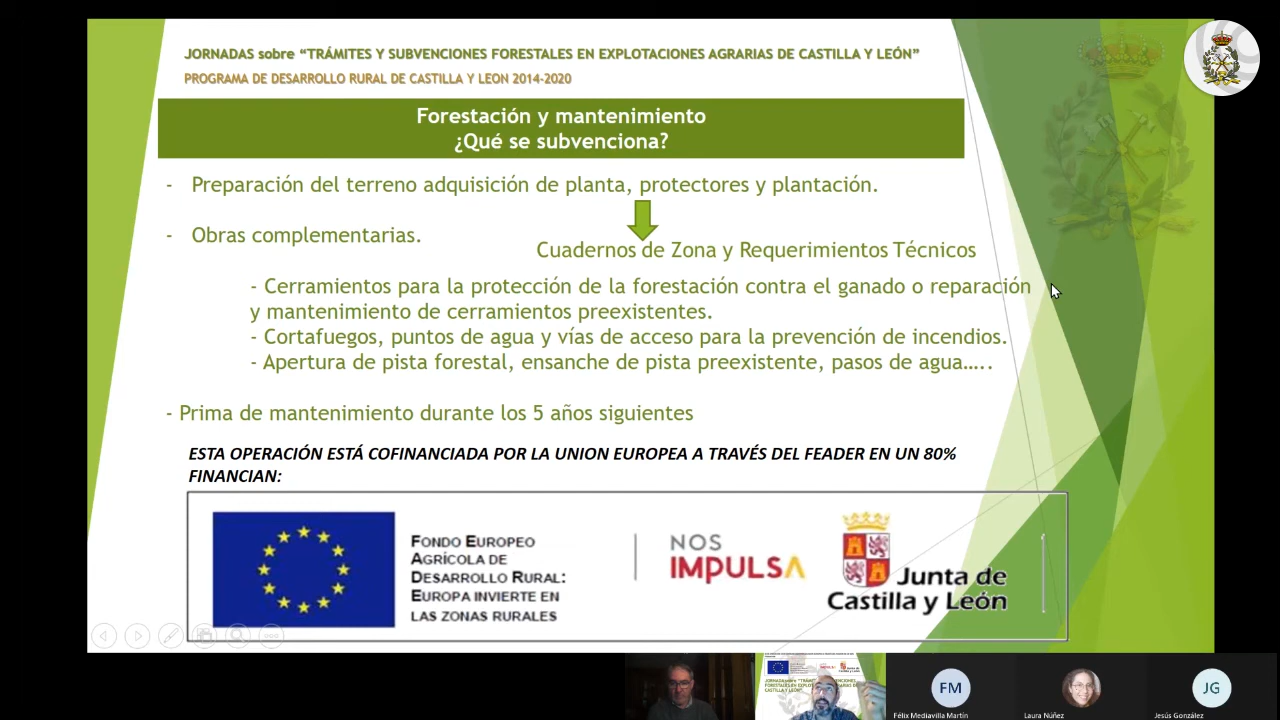 JORNADAS sobre “TRÁMITES Y SUBVENCIONES FORESTALES EN EXPLOTACIONES AGRARIAS DE CASTILLA Y LEÓN”
PROGRAMA DE DESARROLLO RURAL DE CASTILLA Y LEON 2014-2020
Forestación y mantenimiento
¿Qué se subvenciona?
- Preparación del terreno adquisición de planta, protectores y plantación.
- Obras complementarias.
Cuadernos de Zona y Requerimientos Técnicos
- Cerramientos para la protección de la forestación contra el ganado o reparación
y mantenimiento de cerramientos preexistentes.
- Cortafuegos, puntos de agua y vías de acceso para la prevención de incendios.
- Apertura de pista forestal, ensanche de pista preexistente, pasos de agua…..
- Prima de mantenimiento durante los 5 años siguientes
ESTA OPERACIÓN ESTÁ COFINANCIADA POR LA UNION EUROPEA A TRAVÉS DEL FEADER EN UN 80%
FINANCIAN:
FONDO EUROPEO
AGRÍCOLA DE
DESARROLLO RURAL:
EUROPA INVIERTE EN
LAS ZONAS RURALES
NOS
IMPULSA
Junta de
Castilla y León
FM
JG
Félix Mediavilla Martín
Laura Núñez
Jesús González